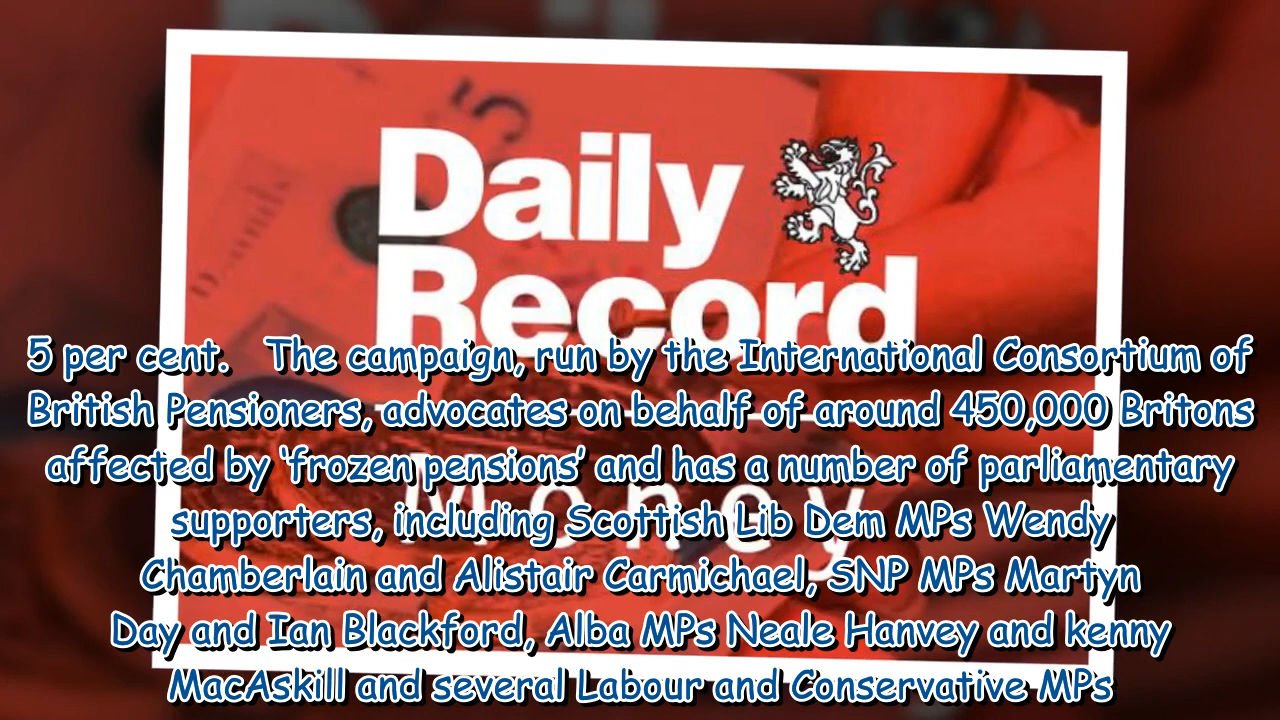 Daily
Record
Money
5 per cent. The campaign, run by the International Consortium of
British Pensioners, advocates on behalf of around 450,000 Britons
affected by ‘frozen pensions’ and has a number of parliamentary
supporters, including Scottish Lib Dem MPs Wendy
Chamberlain and Alistair Carmichael, SNP MPs Martyn
Day and Ian Blackford, Alba MPs Neale Hanvey and kenny
MacAskill and several Labour and Conservative MPs